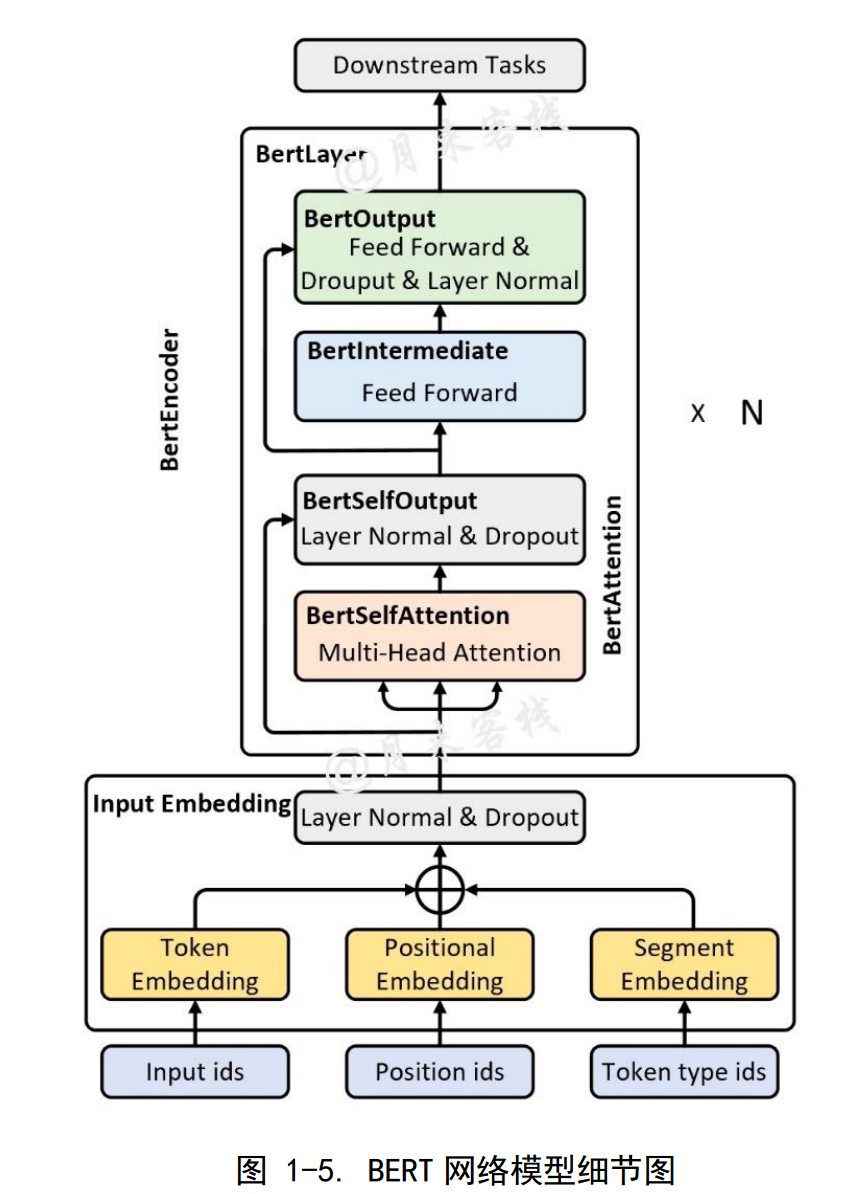 Downstream Tasks
@月来客栈
BertLayer
BertOutput
Feed Forward &
Drouput & Layer Normal
BertEncoder
BertIntermediate
Feed Forward
x N
BertSelfOutput
Layer Normal & Dropout
BertAttention
BertSelfAttention
Multi-Head Attention
@月来客栈
Input Embedding
Layer Normal & Dropout
Token
Embedding
Positional
Embedding
Segment
Embedding
Input ids
Position ids
Token type ids
图 1-5. BERT 网络模型细节图